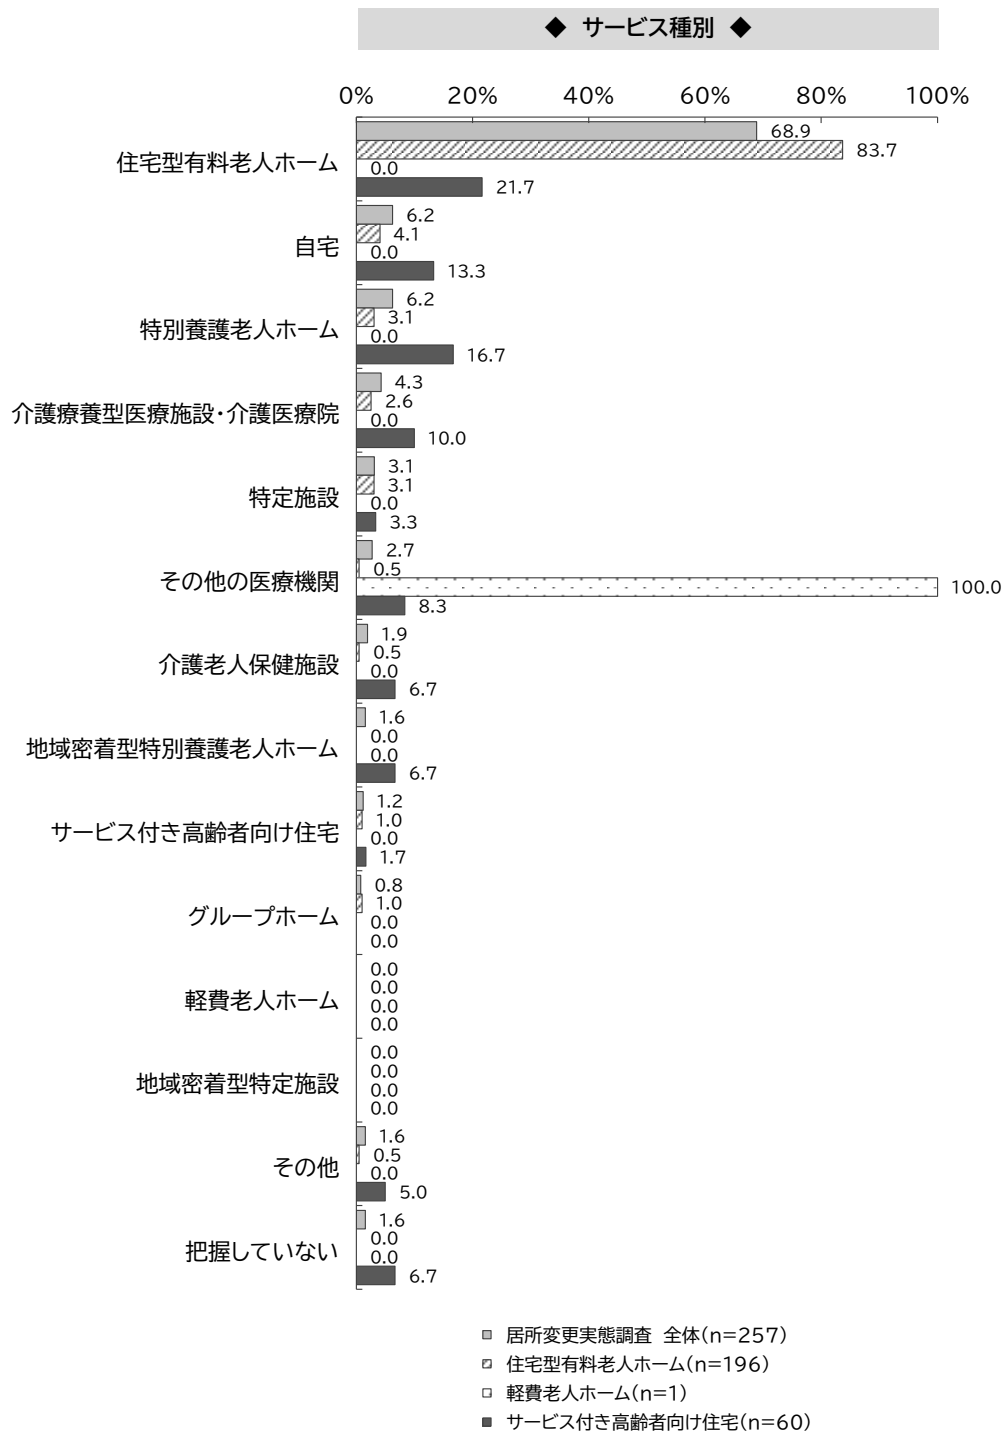 ◆ サービス種別 ◆
0% 20% 40% 60% 80% 100%
住宅型有料老人ホーム
68.9
83.7
0.0
21.7
自宅
6.2
4.1
0.0
13.3
特別養護老人ホーム
6.2
3.1
0.0
16.7
介護療養型医療施設・介護医療院
4.3
2.6
0.0
10.0
特定施設
3.1
3.1
0.0
3.3
その他の医療機関
2.7
0.5
100.0
8.3
介護老人保健施設
1.9
0.5
0.0
6.7
地域密着型特別養護老人ホーム
1.6
0.0
0.0
6.7
サービス付き高齢者向け住宅
1.2
1.0
0.0
1.7
グループホーム
0.8
1.0
0.0
0.0
軽費老人ホーム
0.0
0.0
0.0
0.0
地域密着型特定施設
0.0
0.0
0.0
0.0
その他
1.6
0.5
0.0
5.0
把握していない
1.6
0.0
0.0
6.7
居所変更実態調査 全体(n=257)
住宅型有料老人ホーム(n=196)
軽費老人ホーム(n=1)
サービス付き高齢者向け住宅(n=60)